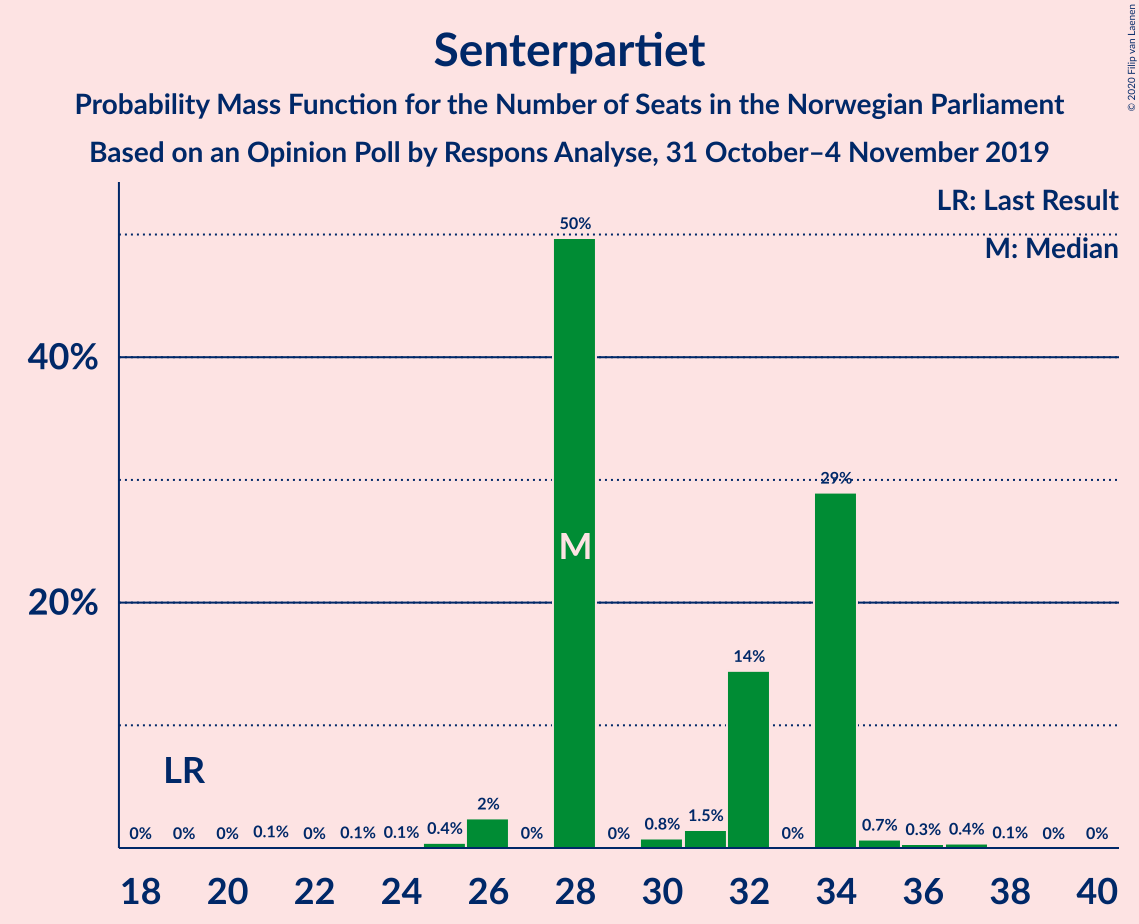 Senterpartiet
Probability Mass Function for the Number of Seats in the Norwegian Parliament
Based on an Opinion Poll by Respons Analyse, 31 October–4 November 2019
© 2020 Filip van Laenen
LR: Last Result
M: Median
40%
20%
0%
0%
0%
0.1%
0%
0.1%
0.1%
0.4%
2%
0%
50%
0%
0.8%
1.5%
14%
0%
29%
0.7%
0.3%
0.4%
0.1%
0%
0%
LR
M
18 20 22 24 26 28 30 32 34 36 38 40